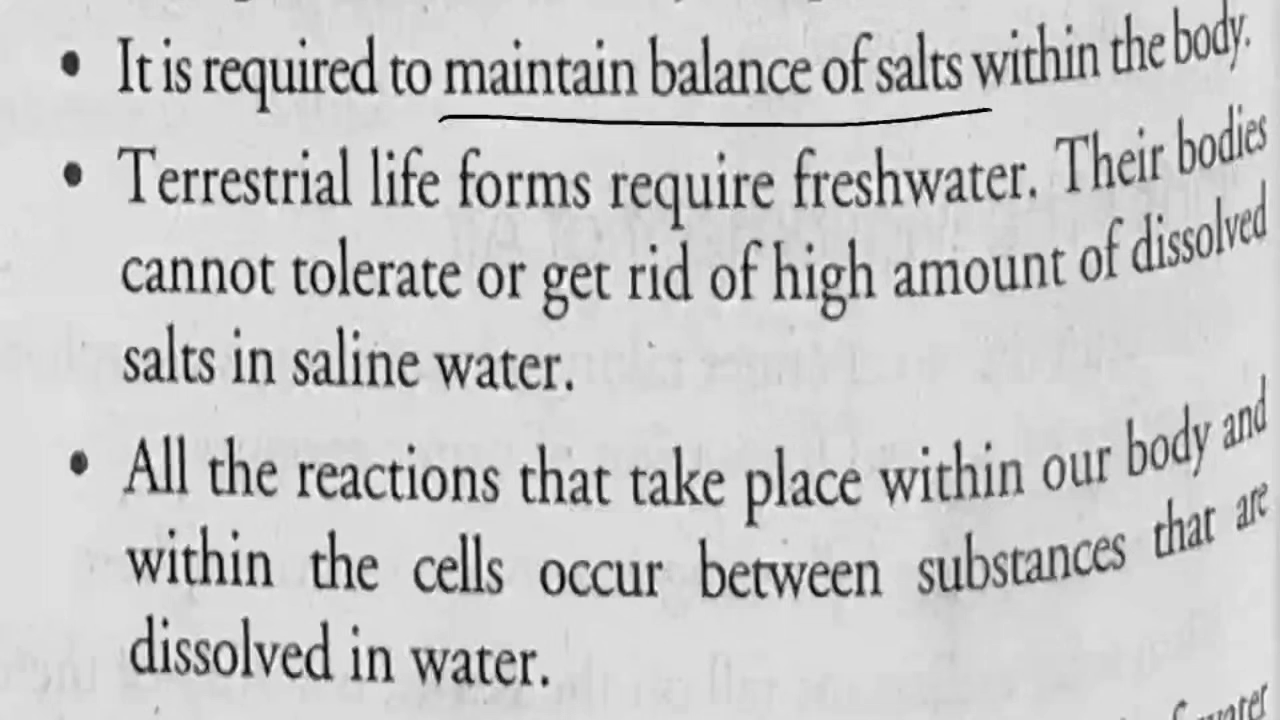 • It is required to maintain balance of salts within the body.
• Terrestrial life forms require freshwater. Their bodies
cannot tolerate or get rid of high amount of dissolved
salts in saline water.
• All the reactions that take place within our body and
within the cells occur between substances that are
dissolved in water.
water